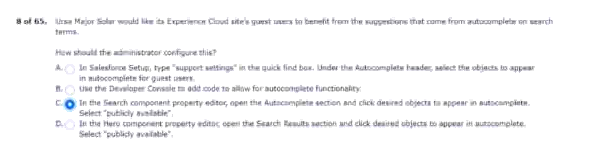 8 of 65. Ursa Major Solar would like its Experience Cloud site's guest users to benefit from the suggestions that come from autocomplete on search
terms.
How should the administrator configure this?
A. In Salesforce Setup, type "support settings" in the quick find box. Under the Autocomplete header, select the objects to appear
in autocomplete for guest users.
B. Use the Developer Console to add code to allow for autocomplete functionality
C. In the Search component property editor, open the Autocomplete section and click desired objects to appear in autocomplete.
Select "publicly available".
D. In the Hero component property editor, open the Search Results section and click desired objects to appear in autocomplete.
Select "publicly available".